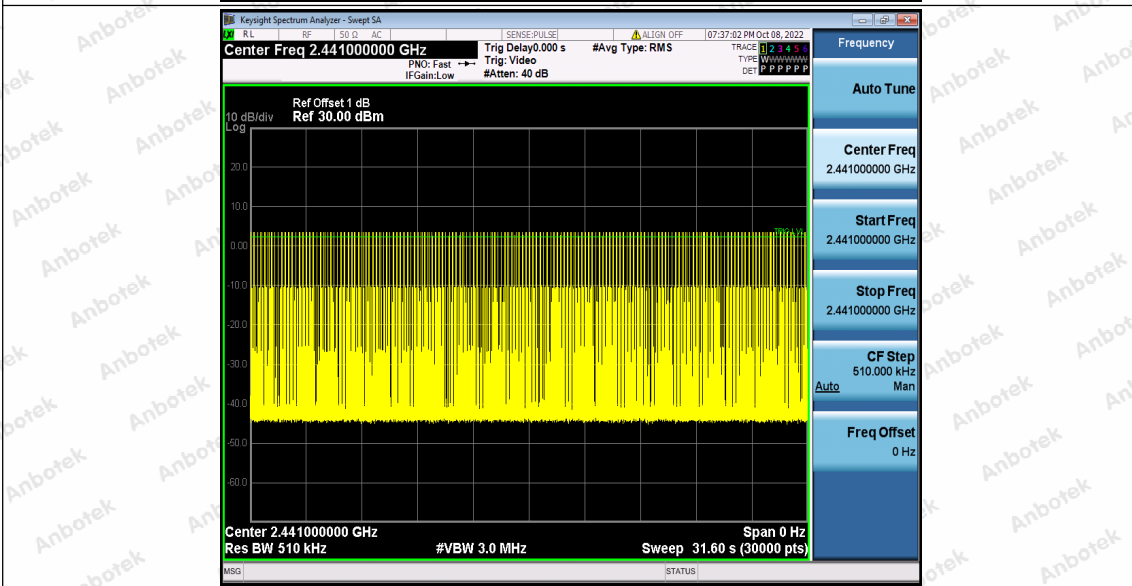 Keysight Spectrum Analyzer - Swept SA
LXI RL RF 50 Ω AC SENSE:PULSE ALIGN OFF 07:37:02 PM Oct 08, 2022
Center Freq 2.441000000 GHz
PNO: Fast
IFGain:Low
Trig Delay0.000 s
Trig: Video
#Atten: 40 dB
#Avg Type: RMS
TRACE 1 2 3 4 5 6
TYPE WWWWWW
DET P P P P P P
Ref Offset 1 dB
10 dB/div Ref 30.00 dBm
Log
20.0
10.0
0.00
TRIG LVL
-10.0
-20.0
-30.0
-40.0
-50.0
-60.0
Center 2.441000000 GHz Span 0 Hz
Res BW 510 kHz #VBW 3.0 MHz Sweep 31.60 s (30000 pts)
MSG STATUS
Frequency
Auto Tune
Center Freq
2.441000000 GHz
Start Freq
2.441000000 GHz
Stop Freq
2.441000000 GHz
CF Step
510.000 kHz
Auto Man
Freq Offset
0 Hz
Anbotek